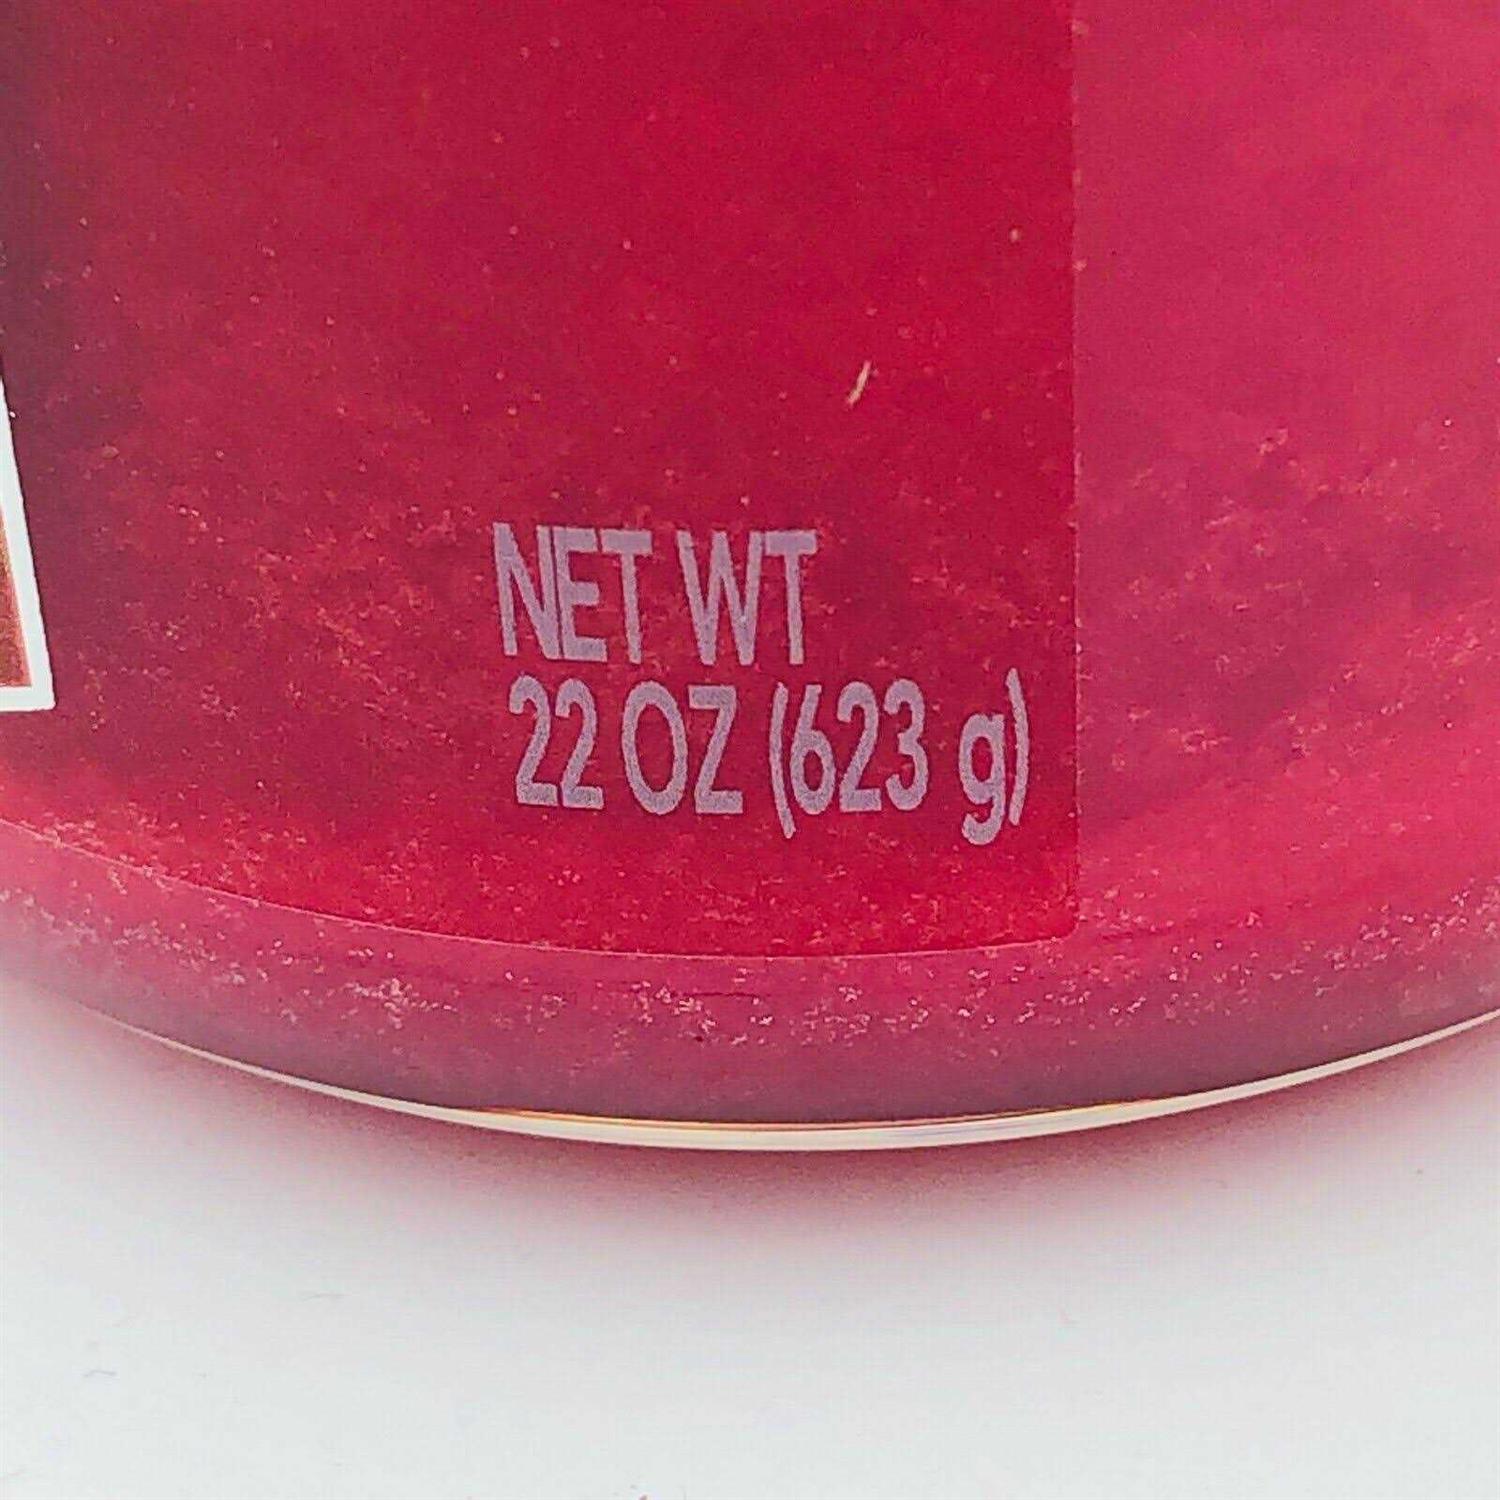 NET WT
22 OZ (623 g)